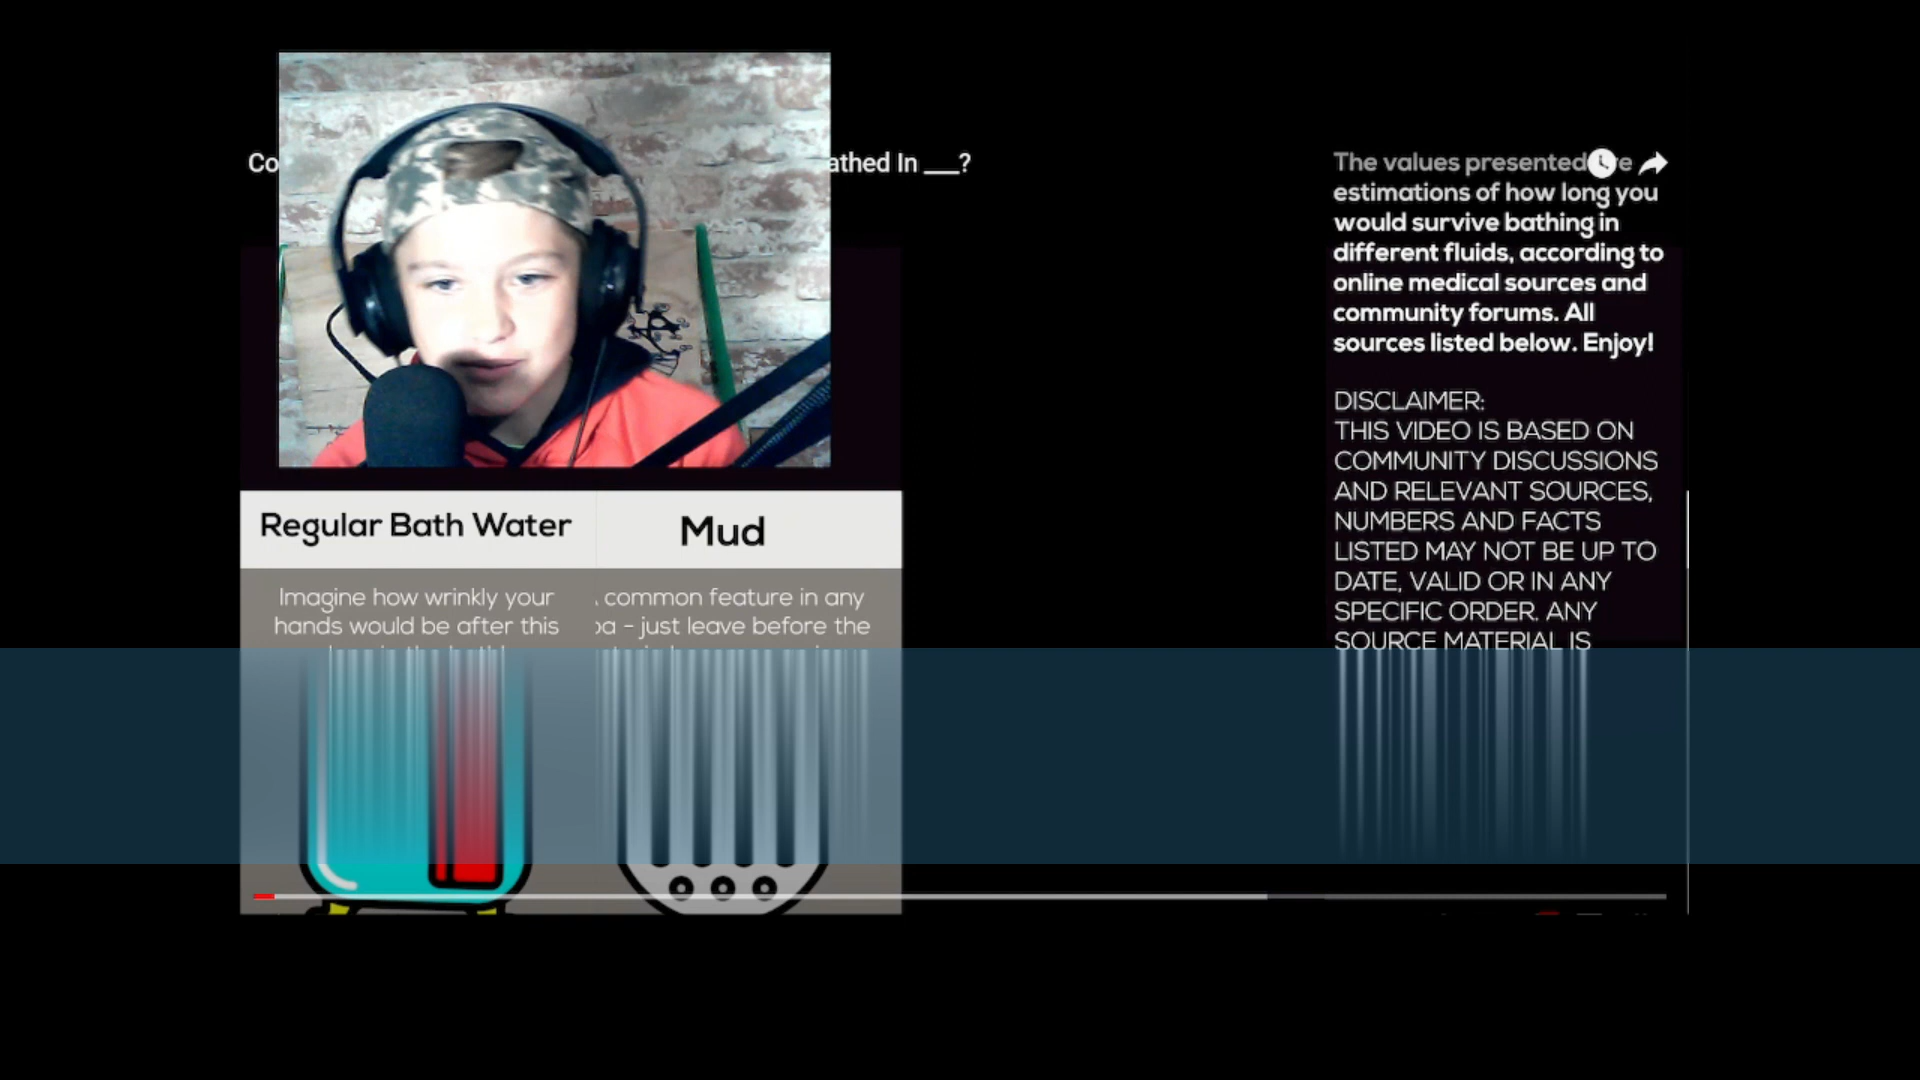 Co
athed In ___?
The values presented
estimations of how long you
would survive bathing in
different fluids, according to
online medical sources and
community forums. All
sources listed below. Enjoy!
DISCLAIMER:
THIS VIDEO IS BASED ON
COMMUNITY DISCUSSIONS
AND RELEVANT SOURCES,
NUMBERS AND FACTS
LISTED MAY NOT BE UP TO
DATE, VALID OR IN ANY
SPECIFIC ORDER. ANY
SOURCE MATERIAL IS
Regular Bath Water
Imagine how wrinkly your
hands would be after this
Mud
common feature in any
- just leave before the